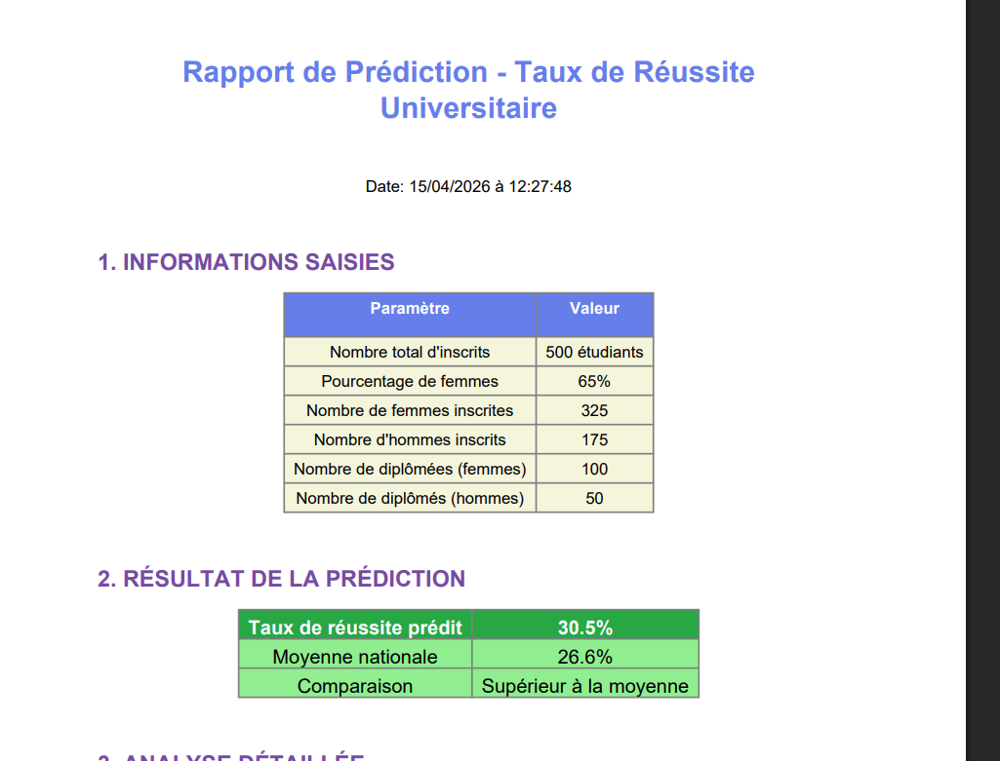 Rapport de Prédiction - Taux de Réussite
Universitaire
Date: 15/04/2026 à 12:27:48
1. INFORMATIONS SAISIES
Paramètre Valeur
Nombre total d'inscrits 500 étudiants
Pourcentage de femmes 65%
Nombre de femmes inscrites 325
Nombre d'hommes inscrits 175
Nombre de diplômées (femmes) 100
Nombre de diplômés (hommes) 50
2. RÉSULTAT DE LA PRÉDICTION
Taux de réussite prédit 30.5%
Moyenne nationale 26.6%
Comparaison Supérieur à la moyenne
3. ANALYSE DÉTAILLÉE